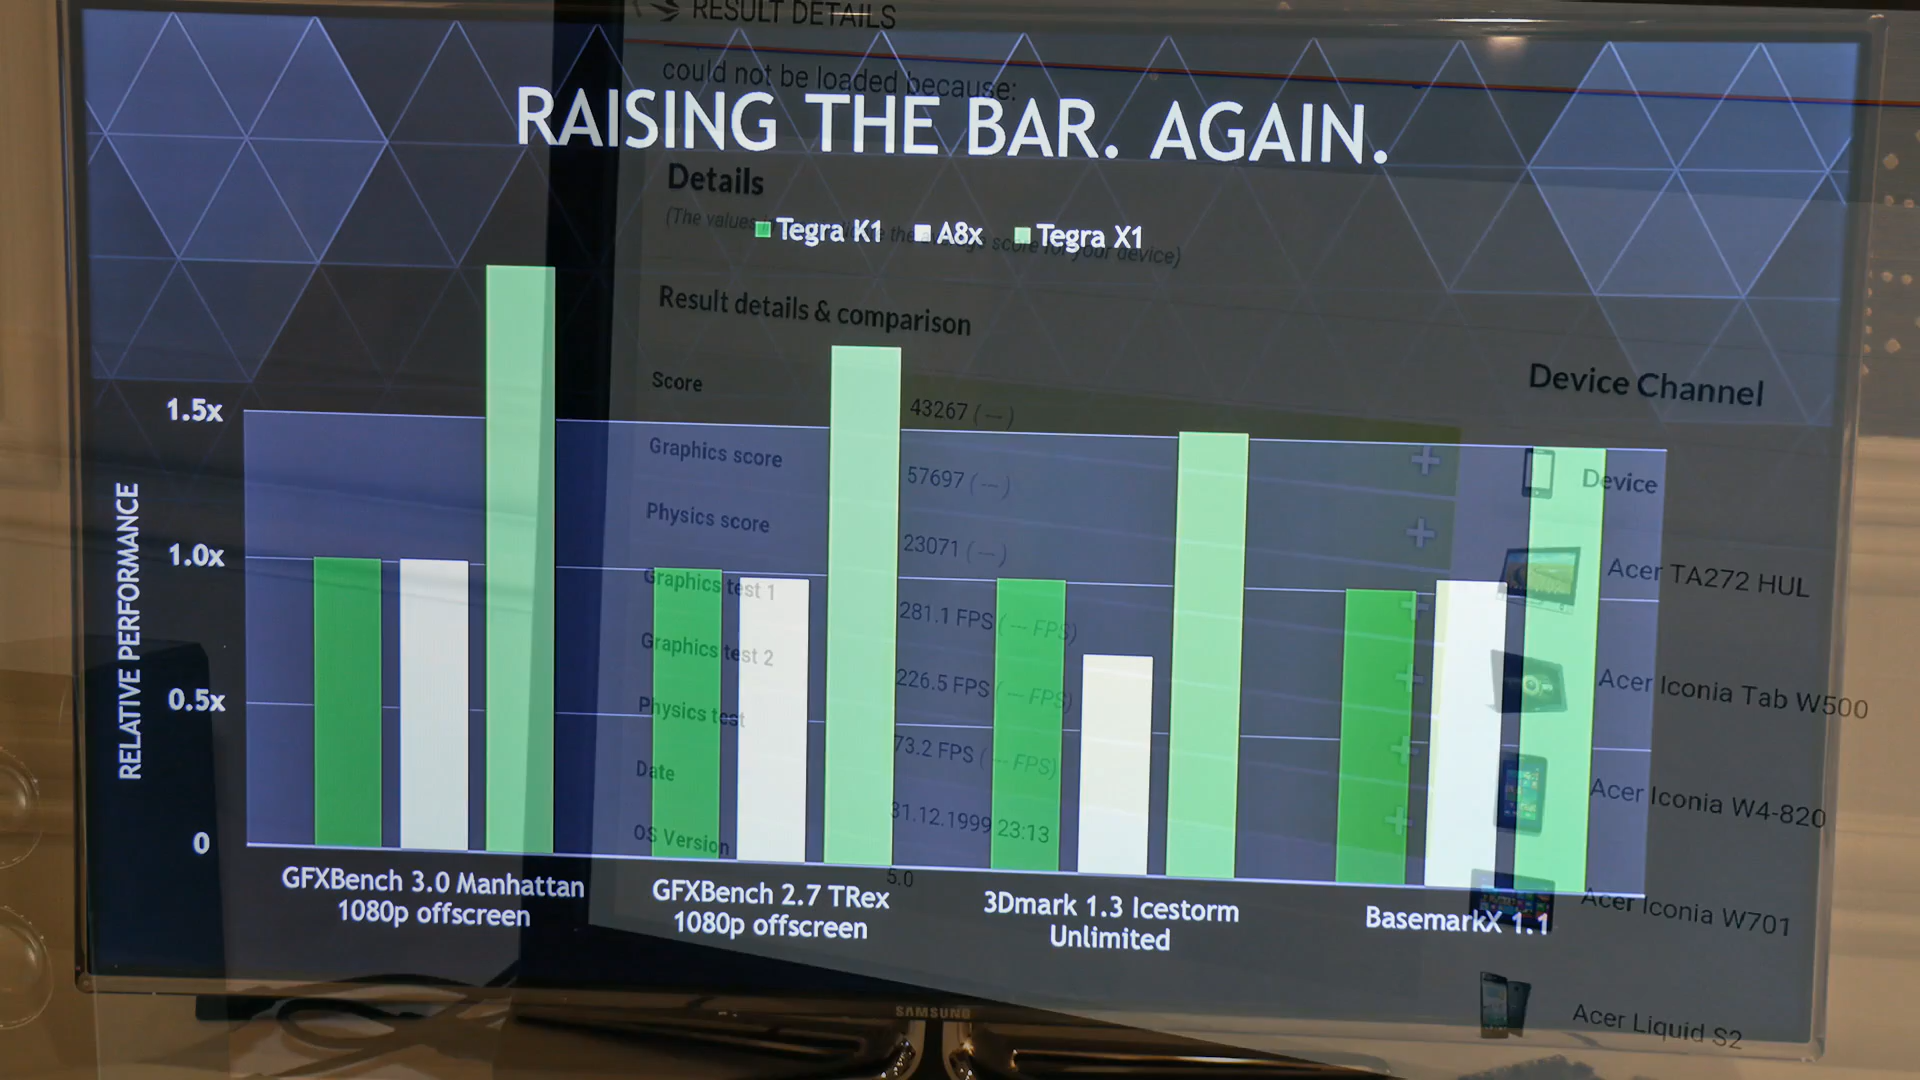 RESULT DETAILS
could not be loaded because:
RAISING THE BAR. AGAIN.
Details
(The values the score for your device)
Tegra K1 A8x Tegra X1
Result details & comparison
Device Channel
Score 43267 (---)
Graphics score 57697 (---)
Physics score 23071 (---)
Graphics test 1 281.1 FPS (--- FPS)
Graphics test 2 226.5 FPS (--- FPS)
Physics test 73.2 FPS (--- FPS)
Date 31.12.1999 23:13
OS Version 5.0
Device
Acer TA272 HUL
Acer Iconia Tab W500
Acer Iconia W4-820
Acer Iconia W701
Acer Liquid S2
RELATIVE PERFORMANCE
1.5x
1.0x
0.5x
0
GFXBench 3.0 Manhattan
1080p offscreen
GFXBench 2.7 TRex
1080p offscreen
3Dmark 1.3 Icestorm
Unlimited
BasemarkX 1.1
SAMSUNG